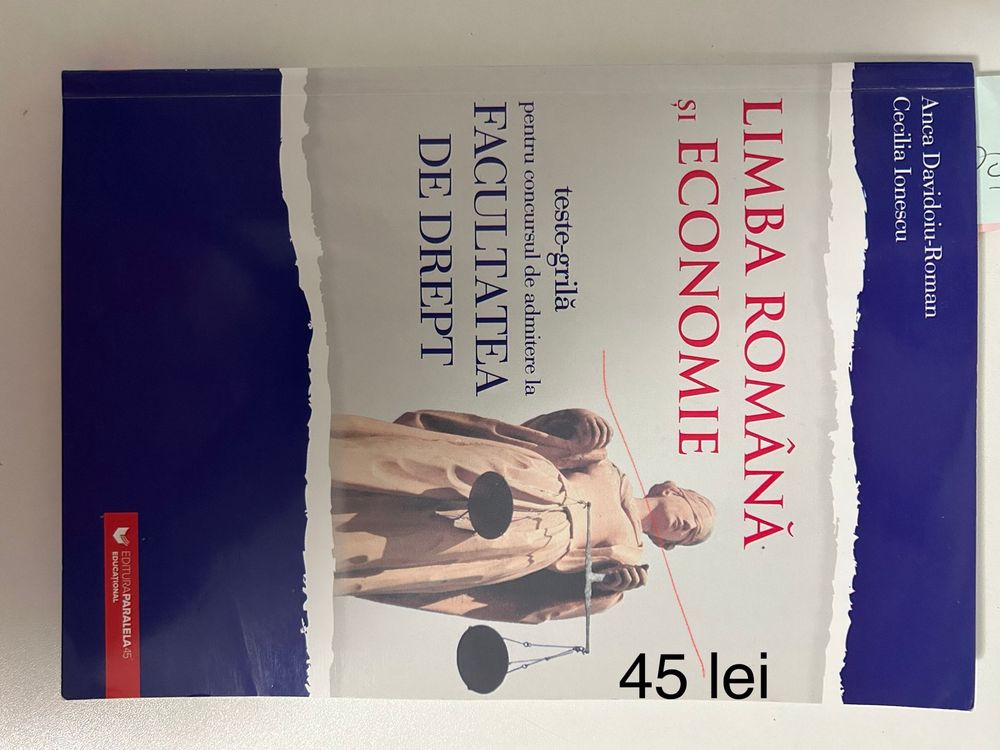 Anca Davidoiu-Roman
Cecilia Ionescu
LIMBA ROMÂNĂ
ȘI ECONOMIE
teste-grilă
pentru concursul de admitere la
FACULTATEA
DE DREPT
EDITURA PARALELA 45
EDUCAȚIONAL
45 lei